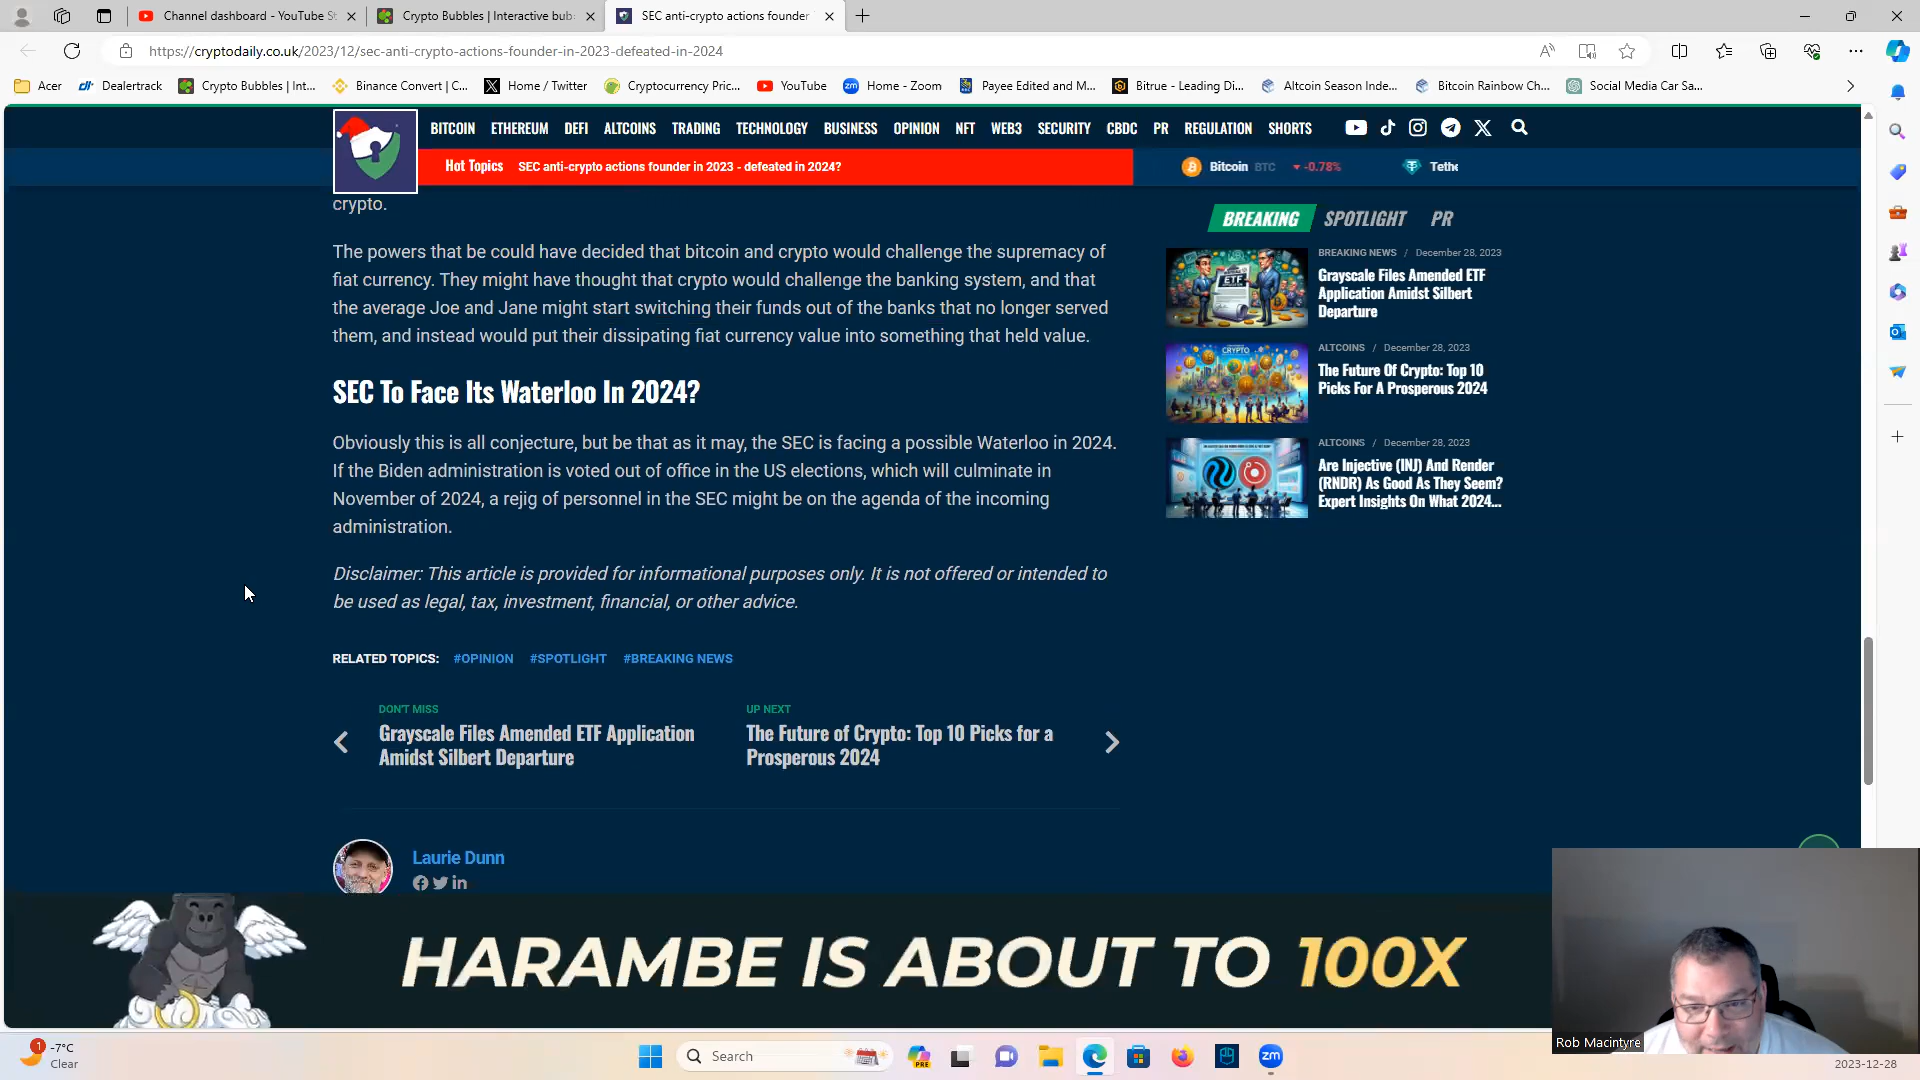 Channel dashboard - YouTube St
Crypto Bubbles | Interactive bub
SEC anti-crypto actions founder
https://cryptodaily.co.uk/2023/12/sec-anti-crypto-actions-founder-in-2023-defeated-in-2024
Acer
Dealertrack
Crypto Bubbles | Int...
Binance Convert | C...
Home / Twitter
Cryptocurrency Pric...
YouTube
Home - Zoom
Payee Edited and M...
Bitrue - Leading Di...
Altcoin Season Inde...
Bitcoin Rainbow Ch...
Social Media Car Sa...
BITCOIN ETHEREUM DEFI ALTCOINS TRADING TECHNOLOGY BUSINESS OPINION NFT WEB3 SECURITY CBDC PR REGULATION SHORTS
Hot Topics SEC anti-crypto actions founder in 2023 - defeated in 2024?
Bitcoin BTC -0.78% Tethe
crypto.
The powers that be could have decided that bitcoin and crypto would challenge the supremacy of
fiat currency. They might have thought that crypto would challenge the banking system, and that
the average Joe and Jane might start switching their funds out of the banks that no longer served
them, and instead would put their dissipating fiat currency value into something that held value.
SEC To Face Its Waterloo In 2024?
Obviously this is all conjecture, but be that as it may, the SEC is facing a possible Waterloo in 2024.
If the Biden administration is voted out of office in the US elections, which will culminate in
November of 2024, a rejig of personnel in the SEC might be on the agenda of the incoming
administration.
Disclaimer: This article is provided for informational purposes only. It is not offered or intended to
be used as legal, tax, investment, financial, or other advice.
RELATED TOPICS: #OPINION #SPOTLIGHT #BREAKING NEWS
DON'T MISS
Grayscale Files Amended ETF Application
Amidst Silbert Departure
UP NEXT
The Future of Crypto: Top 10 Picks for a
Prosperous 2024
Laurie Dunn
BREAKING SPOTLIGHT PR
BREAKING NEWS / December 28, 2023
Grayscale Files Amended ETF
Application Amidst Silbert
Departure
ALTCOINS / December 28, 2023
The Future Of Crypto: Top 10
Picks For A Prosperous 2024
ALTCOINS / December 28, 2023
Are Injective (INJ) And Render
(RNDR) As Good As They Seem?
Expert Insights On What 2024...
ETF
CRYPTO
HARAMBE IS ABOUT TO 100X
Rob Macintyre
1
-7°C
Clear
Search
PRE
zm
2023-12-28